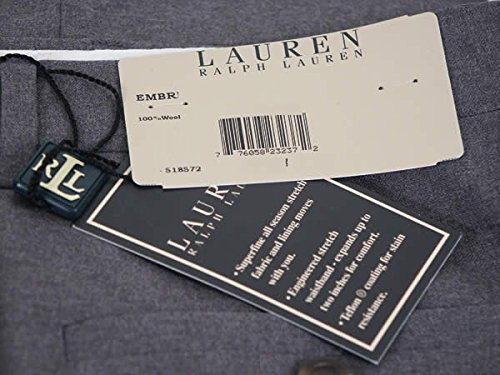 LAUREN
RALPH LAUREN
EMBR
100%Wool
7 76058 23237 2
518572
RLL
LAUREN
RALPH LAUREN
• Superfine all season stretch
fabric and lining moves
with you.
• Engineered stretch
waistband - expands up to
two inches for comfort.
• Teflon ® coating for stain
resistance.